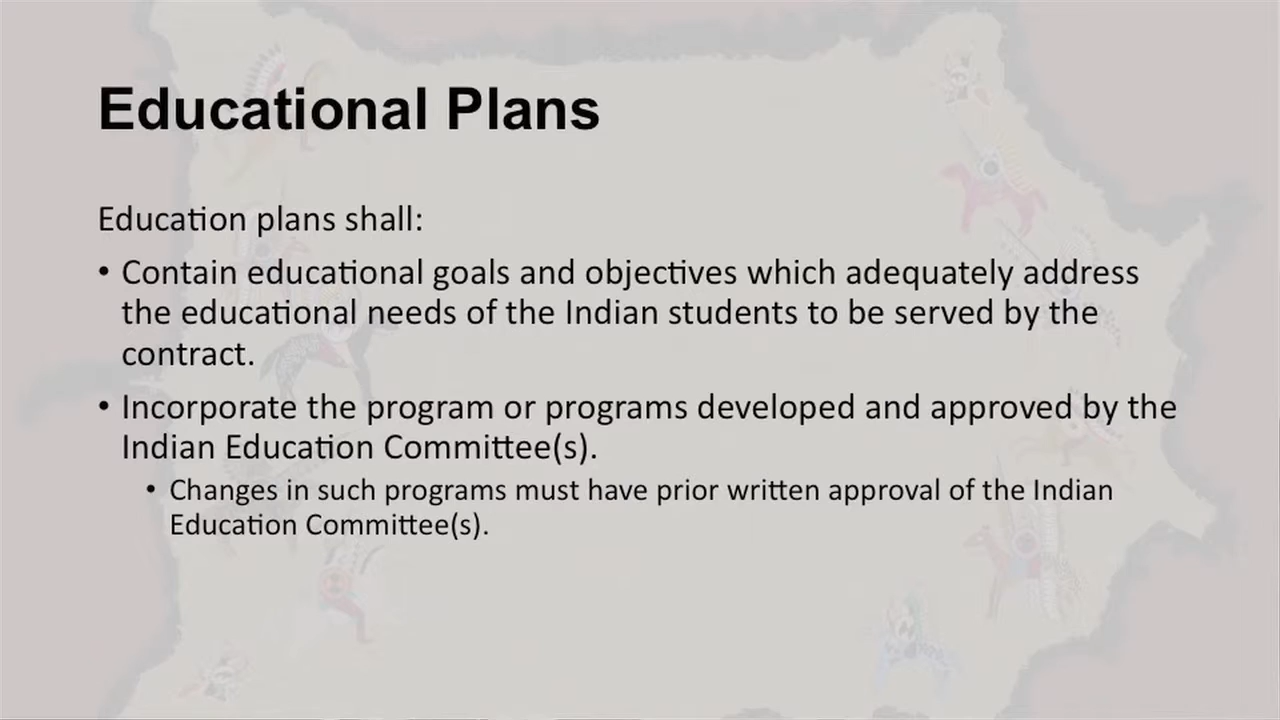 Educational Plans
Education plans shall:
• Contain educational goals and objectives which adequately address
the educational needs of the Indian students to be served by the
contract.
• Incorporate the program or programs developed and approved by the
Indian Education Committee(s).
• Changes in such programs must have prior written approval of the Indian
Education Committee(s).